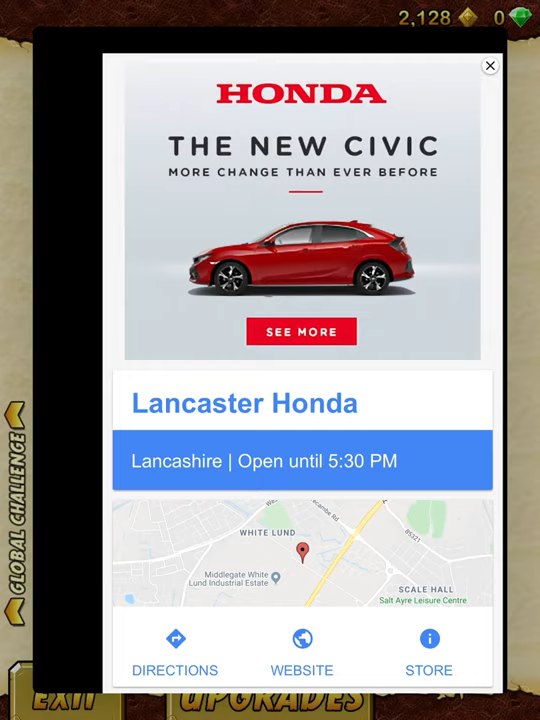 2,128
0
HONDA
THE NEW CIVIC
MORE CHANGE THAN EVER BEFORE
SEE MORE
Lancaster Honda
Lancashire | Open until 5:30 PM
WHITE LUND
B5321
Middlegate White
Lund Industrial Estate
SCALE HALL
Salt Ayre Leisure Centre
DIRECTIONS
WEBSITE
STORE
GLOBAL CHALLENGE
EXIT
UPGRADES